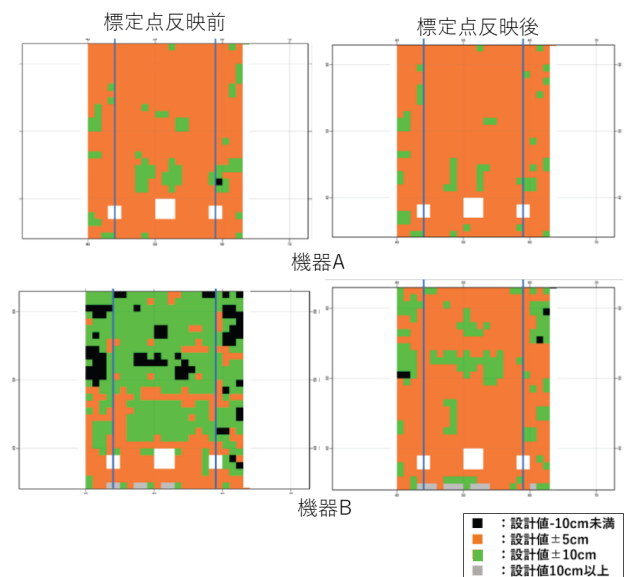 標定点反映前
標定点反映後
機器A
機器B
■ ：設計値-10cm未満
■ ：設計値±5cm
■ ：設計値±10cm
■ ：設計値10cm以上